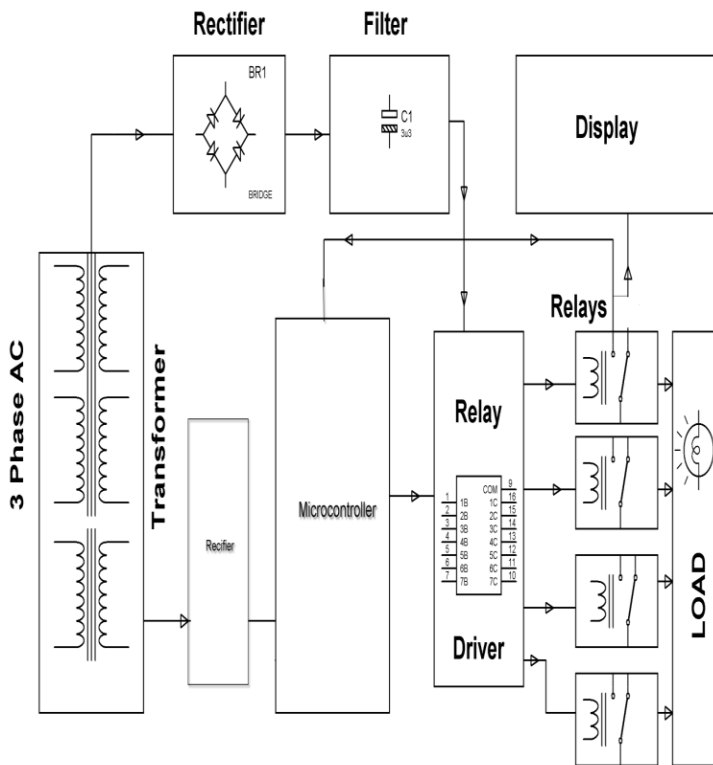 Rectifier
Filter
BR1
BRIDGE
C1
3u3
Display
3 Phase AC
Transformer
Recifier
Microcontroller
Relays
Relay
9
COM
1 1B 1C 16
2 2B 2C 15
3 3B 3C 14
4 4B 4C 13
5 5B 5C 12
6 6B 6C 11
7 7B 7C 10
Driver
LOAD